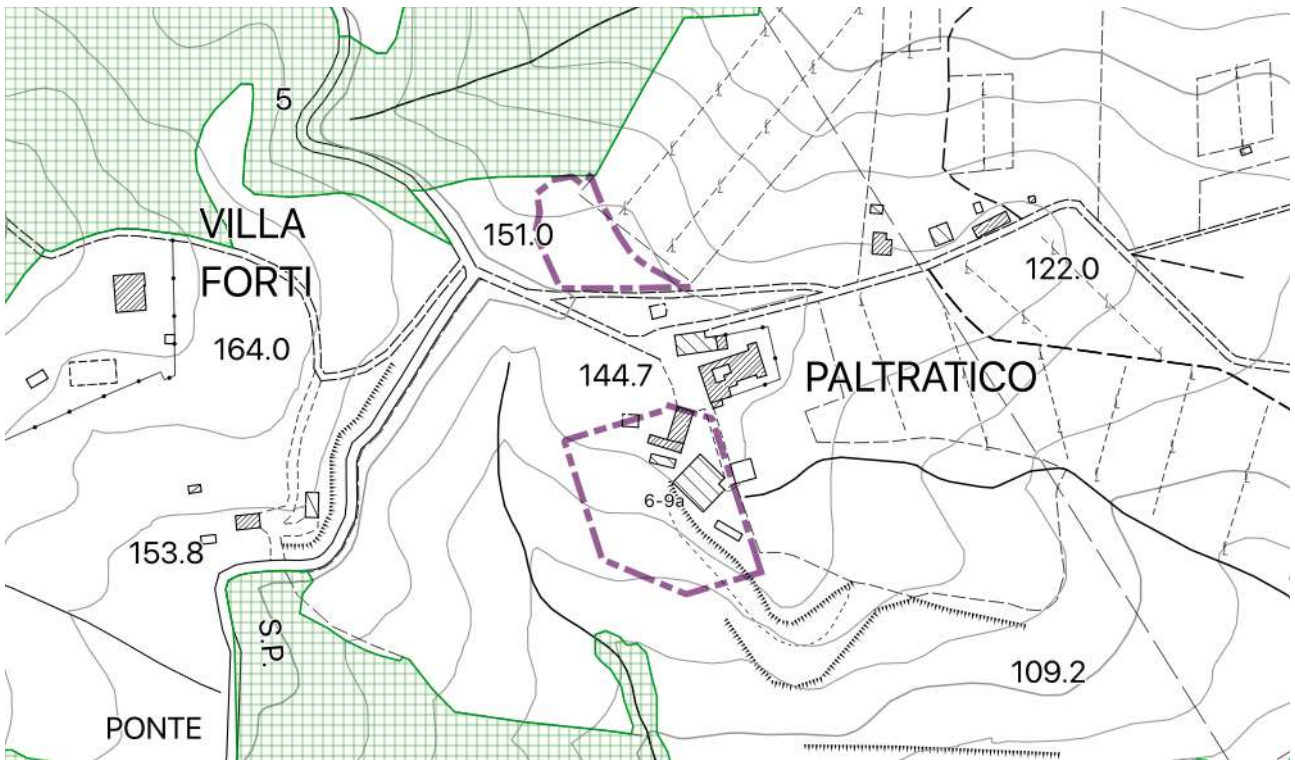 5
VILLA
FORTI
151.0
122.0
164.0
144.7
PALTRATICO
6-9a
153.8
S.P.
109.2
PONTE